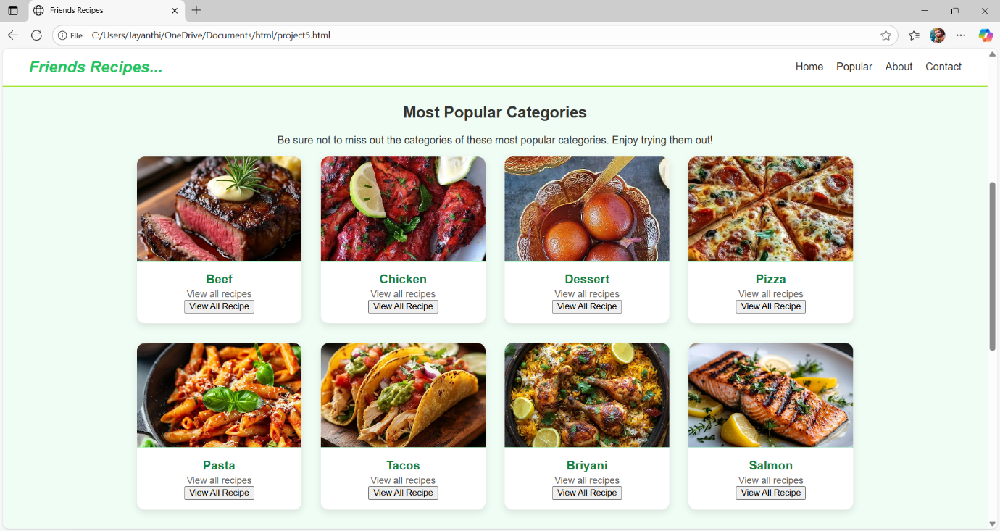 Friends Recipes
File C:/Users/Jayanthi/OneDrive/Documents/html/project5.html
Friends Recipes...
Home Popular About Contact
Most Popular Categories
Be sure not to miss out the categories of these most popular categories. Enjoy trying them out!
Beef Chicken Dessert Pizza
View all recipes View all recipes View all recipes View all recipes
View All Recipe View All Recipe View All Recipe View All Recipe
Pasta Tacos Briyani Salmon
View all recipes View all recipes View all recipes View all recipes
View All Recipe View All Recipe View All Recipe View All Recipe